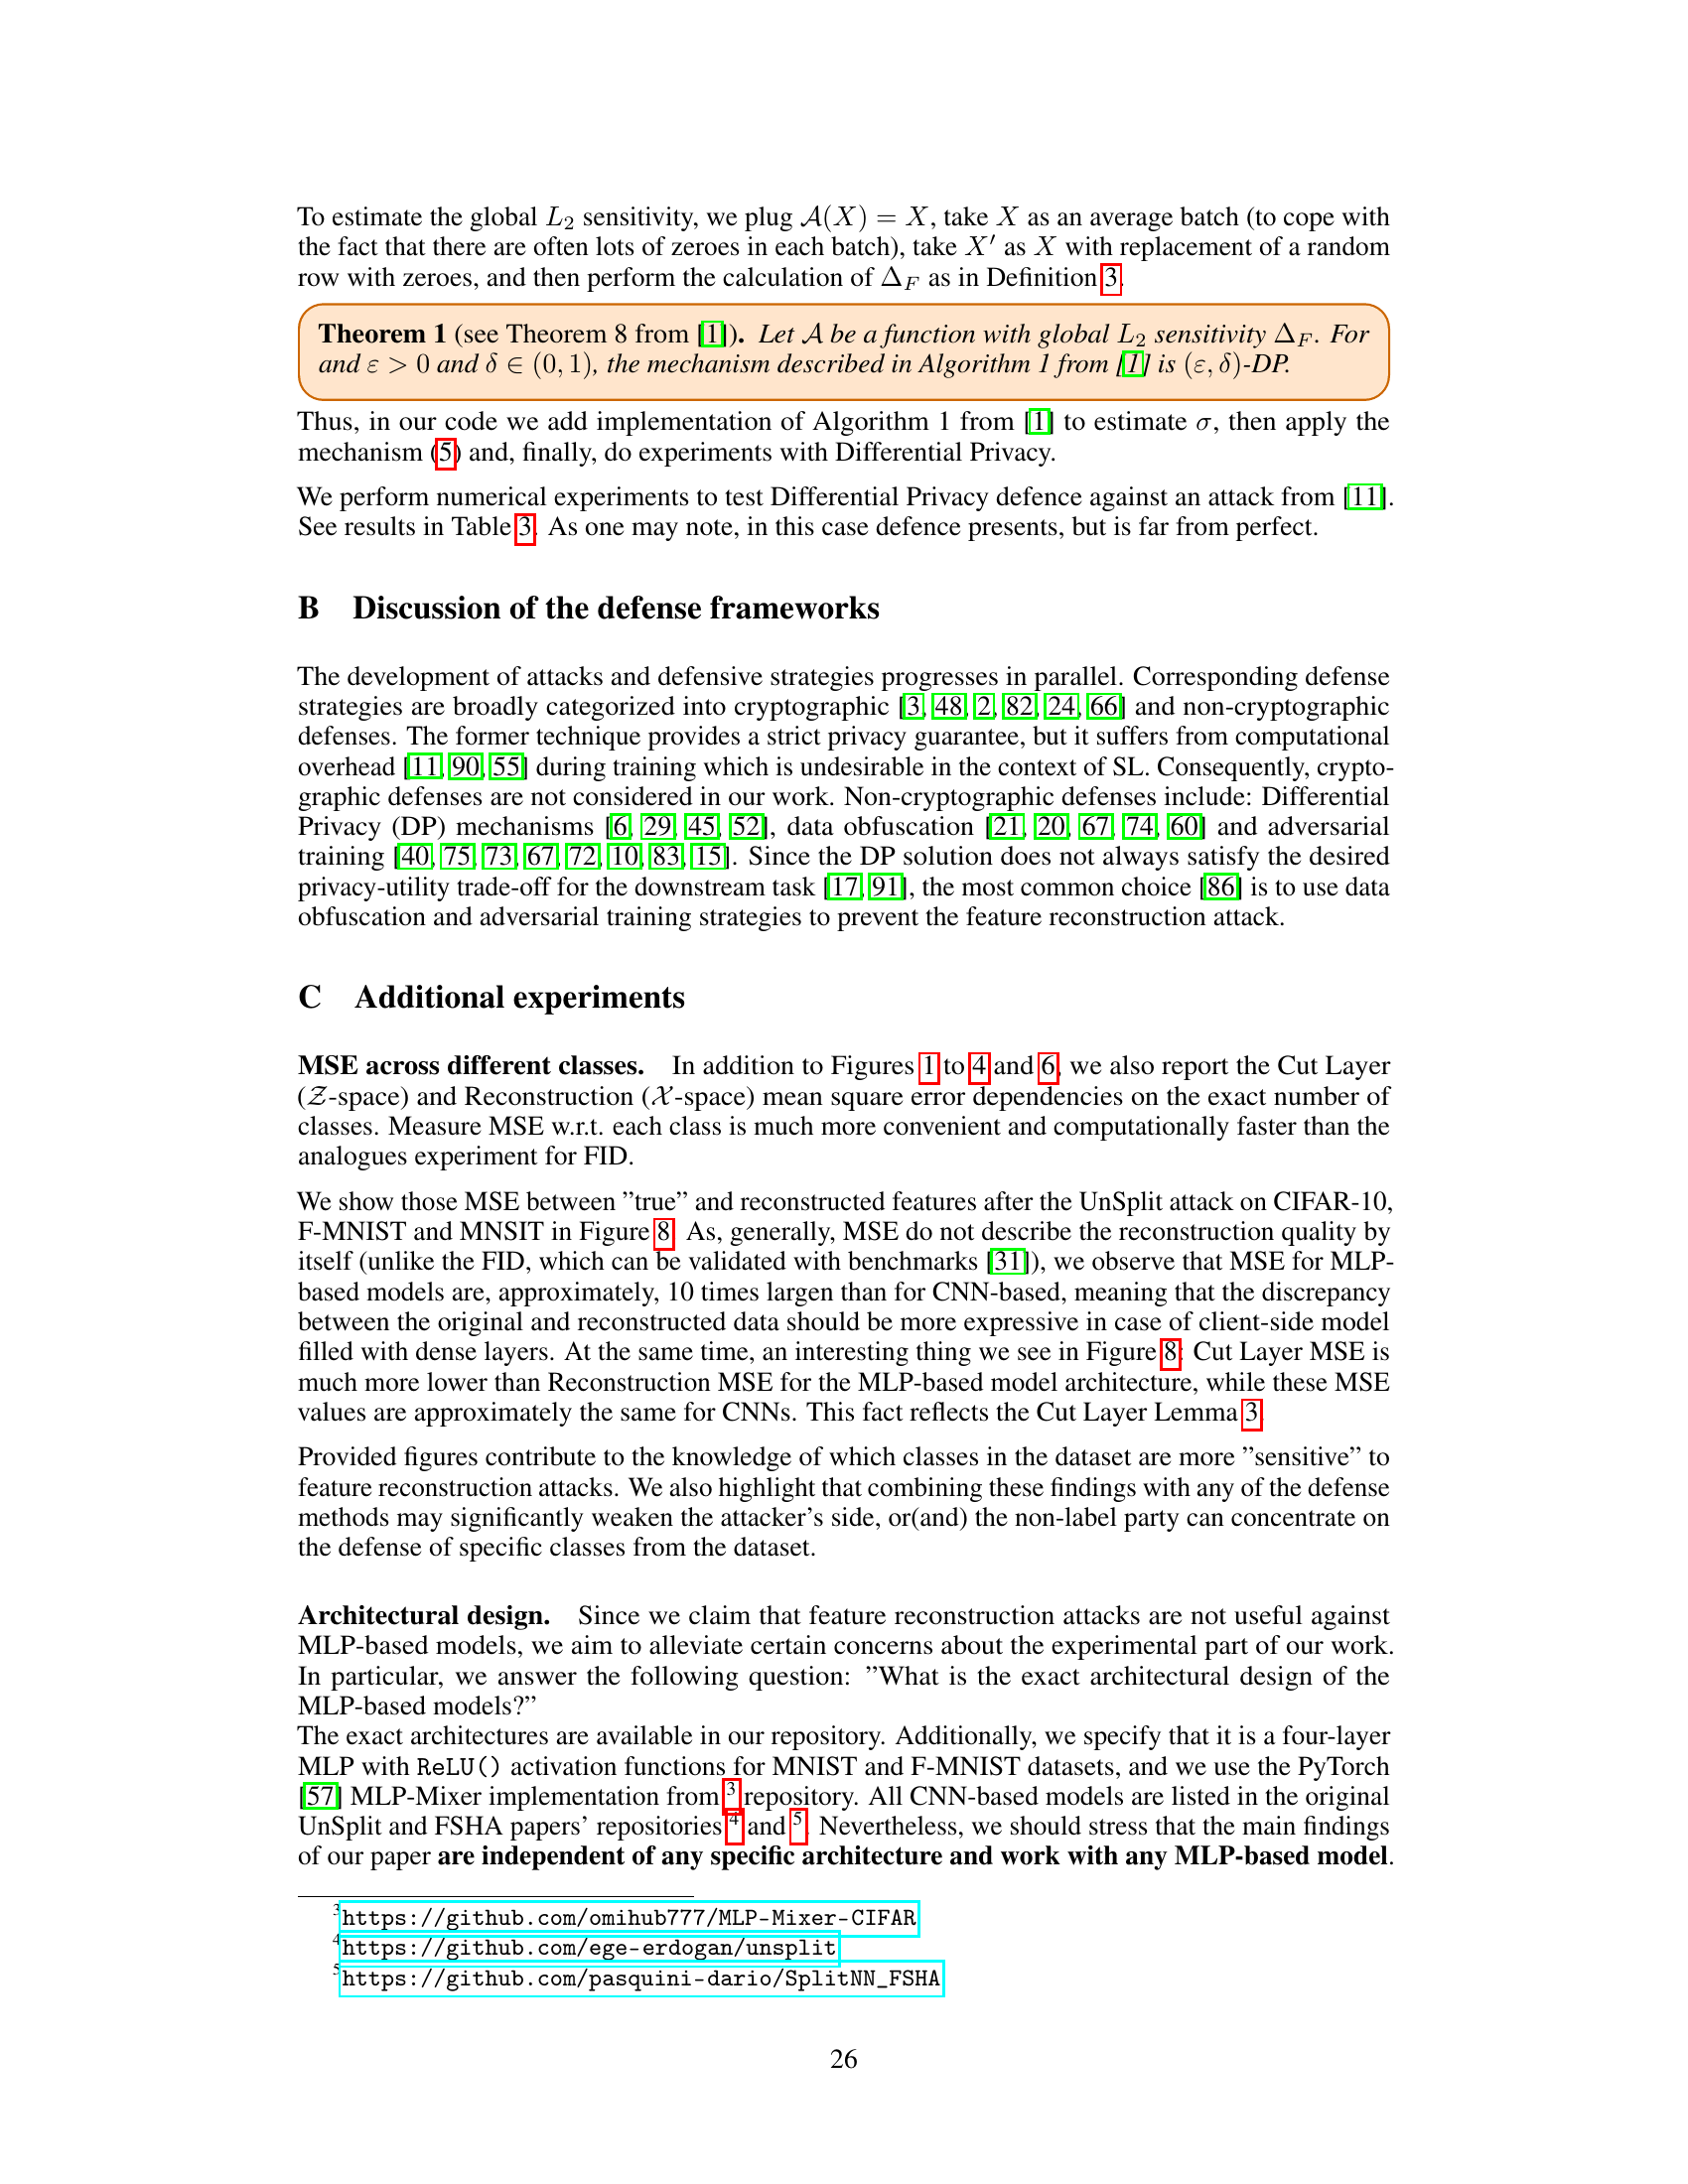 To estimate the global L₂ sensitivity, we plug 𝒜(X) = X, take X as an average batch (to cope with
the fact that there are often lots of zeroes in each batch), take X′ as X with replacement of a random
row with zeroes, and then perform the calculation of Δ_F as in Definition 3.
Theorem 1 (see Theorem 8 from [1]). Let 𝒜 be a function with global L₂ sensitivity Δ_F. For
and ε > 0 and δ ∈ (0, 1), the mechanism described in Algorithm 1 from [1] is (ε, δ)-DP.
Thus, in our code we add implementation of Algorithm 1 from [1] to estimate σ, then apply the
mechanism (5) and, finally, do experiments with Differential Privacy.
We perform numerical experiments to test Differential Privacy defence against an attack from [11].
See results in Table 3. As one may note, in this case defence presents, but is far from perfect.
B Discussion of the defense frameworks
The development of attacks and defensive strategies progresses in parallel. Corresponding defense
strategies are broadly categorized into cryptographic [3, 48, 2, 82, 24, 66] and non-cryptographic
defenses. The former technique provides a strict privacy guarantee, but it suffers from computational
overhead [11, 90, 55] during training which is undesirable in the context of SL. Consequently, crypto-
graphic defenses are not considered in our work. Non-cryptographic defenses include: Differential
Privacy (DP) mechanisms [6, 29, 45, 52], data obfuscation [21, 20, 67, 74, 60] and adversarial
training [40, 75, 73, 67, 72, 10, 83, 15]. Since the DP solution does not always satisfy the desired
privacy-utility trade-off for the downstream task [17, 91], the most common choice [86] is to use data
obfuscation and adversarial training strategies to prevent the feature reconstruction attack.
C Additional experiments
MSE across different classes. In addition to Figures 1 to 4 and 6, we also report the Cut Layer
(𝒵-space) and Reconstruction (𝒳-space) mean square error dependencies on the exact number of
classes. Measure MSE w.r.t. each class is much more convenient and computationally faster than the
analogues experiment for FID.
We show those MSE between ”true” and reconstructed features after the UnSplit attack on CIFAR-10,
F-MNIST and MNSIT in Figure 8. As, generally, MSE do not describe the reconstruction quality by
itself (unlike the FID, which can be validated with benchmarks [31]), we observe that MSE for MLP-
based models are, approximately, 10 times largen than for CNN-based, meaning that the discrepancy
between the original and reconstructed data should be more expressive in case of client-side model
filled with dense layers. At the same time, an interesting thing we see in Figure 8: Cut Layer MSE is
much more lower than Reconstruction MSE for the MLP-based model architecture, while these MSE
values are approximately the same for CNNs. This fact reflects the Cut Layer Lemma 3.
Provided figures contribute to the knowledge of which classes in the dataset are more ”sensitive” to
feature reconstruction attacks. We also highlight that combining these findings with any of the defense
methods may significantly weaken the attacker’s side, or(and) the non-label party can concentrate on
the defense of specific classes from the dataset.
Architectural design. Since we claim that feature reconstruction attacks are not useful against
MLP-based models, we aim to alleviate certain concerns about the experimental part of our work.
In particular, we answer the following question: ”What is the exact architectural design of the
MLP-based models?”
The exact architectures are available in our repository. Additionally, we specify that it is a four-layer
MLP with ReLU() activation functions for MNIST and F-MNIST datasets, and we use the PyTorch
[57] MLP-Mixer implementation from ³ repository. All CNN-based models are listed in the original
UnSplit and FSHA papers’ repositories ⁴ and ⁵. Nevertheless, we should stress that the main findings
of our paper are independent of any specific architecture and work with any MLP-based model.
³https://github.com/omihub777/MLP-Mixer-CIFAR
⁴https://github.com/ege-erdogan/unsplit
⁵https://github.com/pasquini-dario/SplitNN_FSHA
26